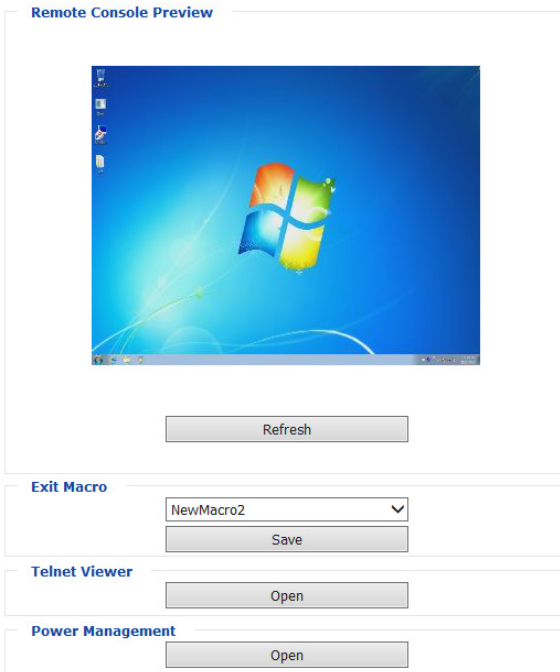 Remote Console Preview
Refresh
Exit Macro
NewMacro2
Save
Telnet Viewer
Open
Power Management
Open